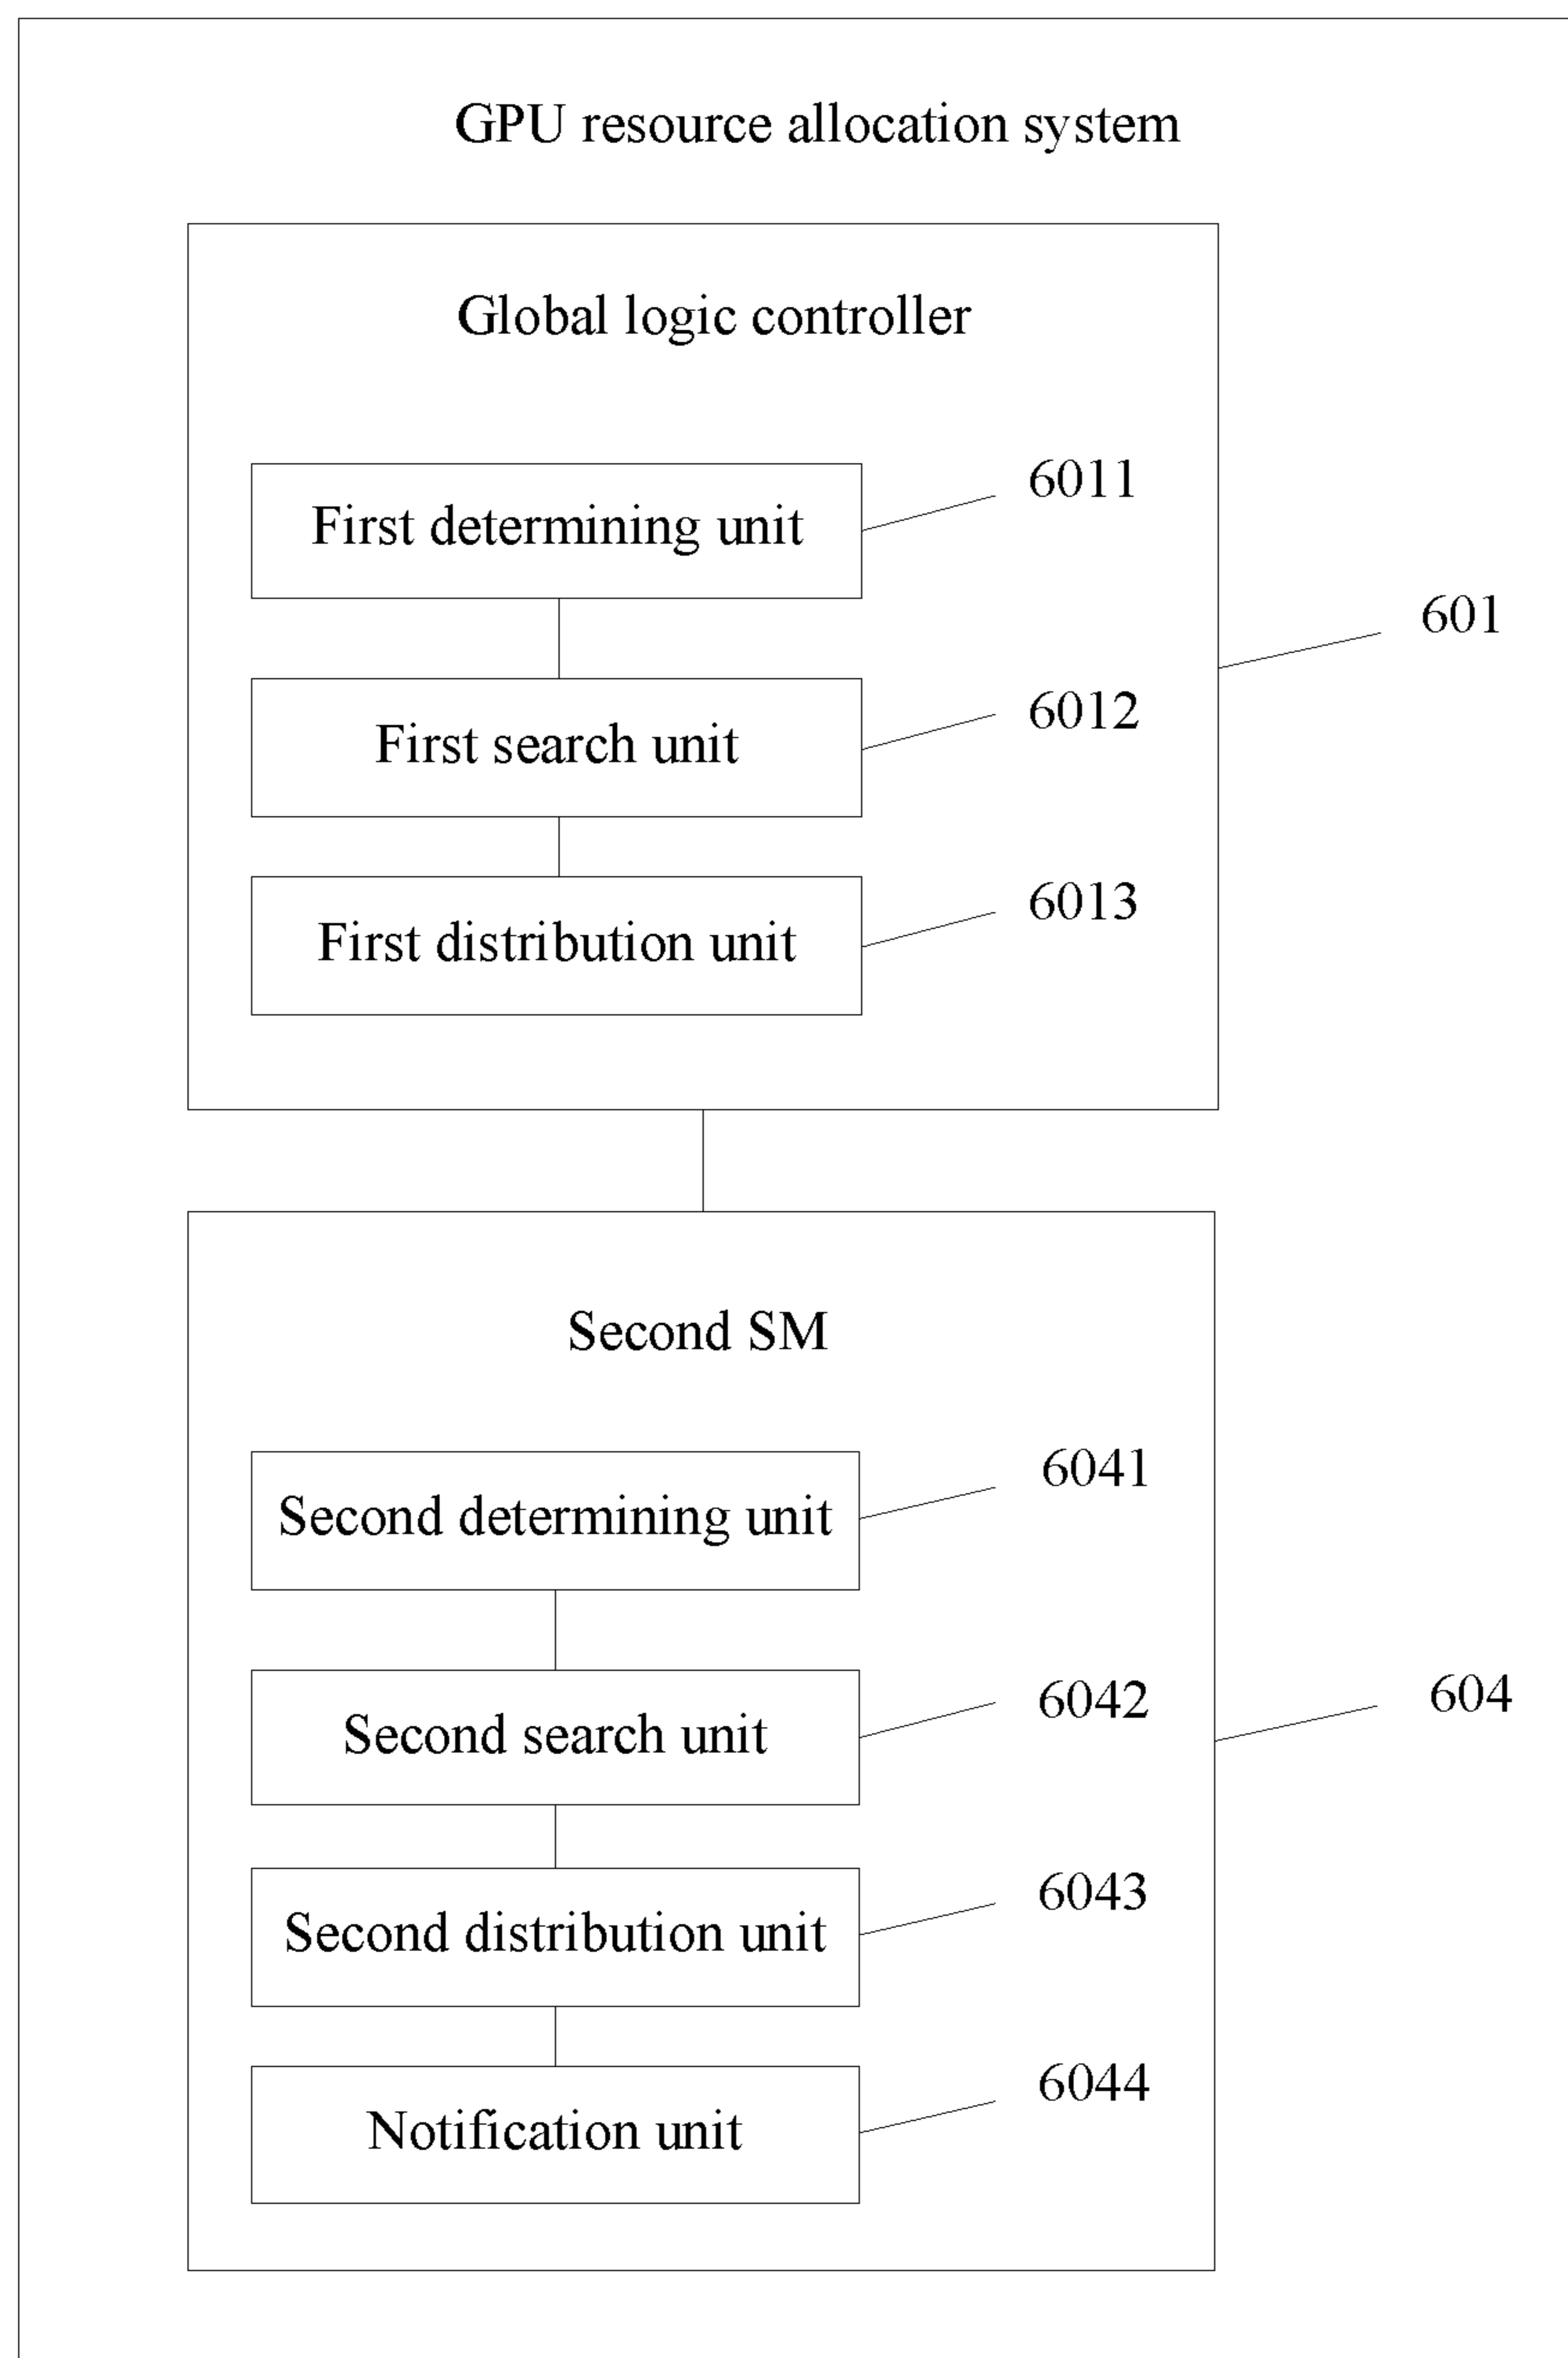 GPU resource allocation system
Global logic controller
First determining unit
6011
601
First search unit
6012
First distribution unit
6013
Second SM
Second determining unit
6041
Second search unit
6042
604
Second distribution unit
6043
Notification unit
6044